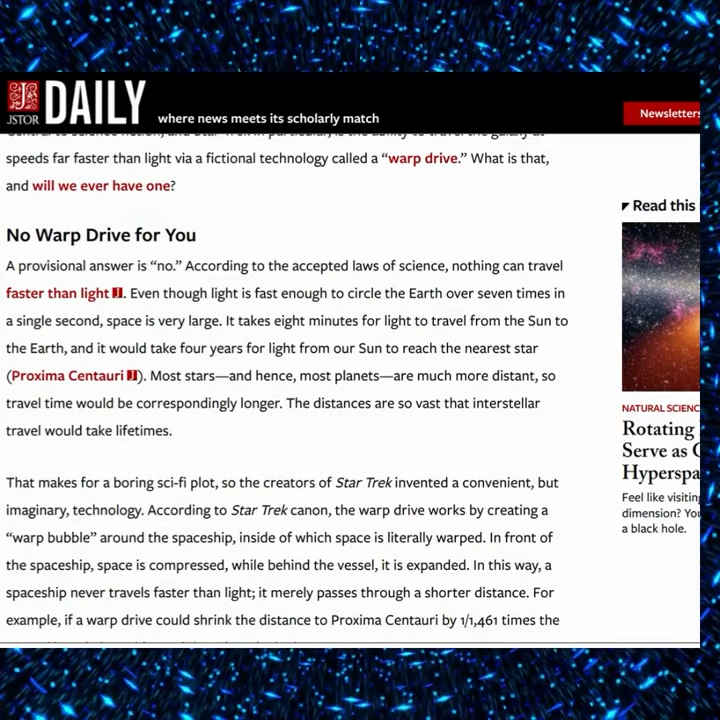 JSTOR DAILY where news meets its scholarly match
Newsletters
speeds far faster than light via a fictional technology called a “warp drive.” What is that,
and will we ever have one?
No Warp Drive for You
A provisional answer is “no.” According to the accepted laws of science, nothing can travel
faster than light. Even though light is fast enough to circle the Earth over seven times in
a single second, space is very large. It takes eight minutes for light to travel from the Sun to
the Earth, and it would take four years for light from our Sun to reach the nearest star
(Proxima Centauri). Most stars—and hence, most planets—are much more distant, so
travel time would be correspondingly longer. The distances are so vast that interstellar
travel would take lifetimes.
That makes for a boring sci-fi plot, so the creators of Star Trek invented a convenient, but
imaginary, technology. According to Star Trek canon, the warp drive works by creating a
“warp bubble” around the spaceship, inside of which space is literally warped. In front of
the spaceship, space is compressed, while behind the vessel, it is expanded. In this way, a
spaceship never travels faster than light; it merely passes through a shorter distance. For
example, if a warp drive could shrink the distance to Proxima Centauri by 1/1,461 times the
Read this
NATURAL SCIENC
Rotating
Serve as
Hyperspa
Feel like visiting
dimension? You
a black hole.